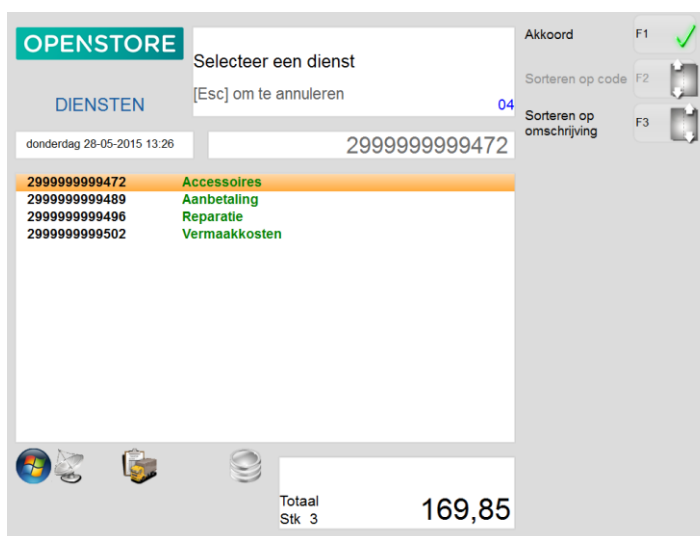 OPENSTORE
DIENSTEN
Selecteer een dienst
[Esc] om te annuleren
04
Akkoord F1
Sorteren op code F2
Sorteren op
omschrijving F3
donderdag 28-05-2015 13:26
2999999999472
2999999999472 Accessoires
2999999999489 Aanbetaling
2999999999496 Reparatie
2999999999502 Vermaakkosten
Totaal
Stk 3 169,85